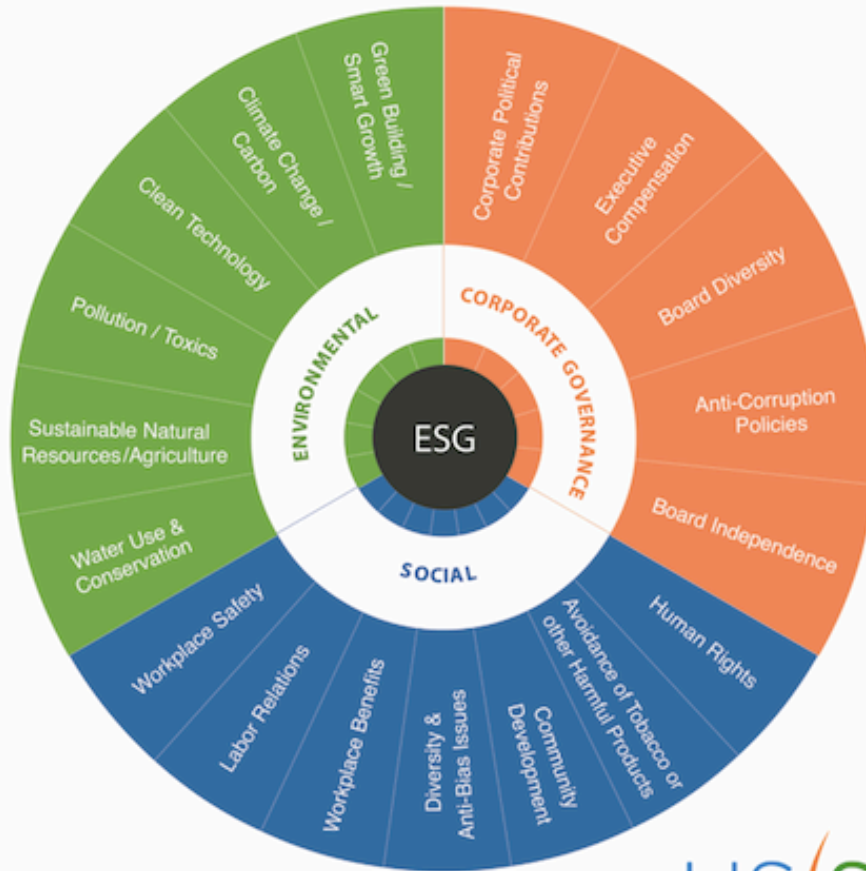 ESG
ENVIRONMENTAL
Green Building /
Smart Growth
Climate Change /
Carbon
Clean Technology
Pollution / Toxics
Sustainable Natural
Resources/Agriculture
Water Use &
Conservation
CORPORATE GOVERNANCE
Corporate Political
Contributions
Executive
Compensation
Board Diversity
Anti-Corruption
Policies
Board Independence
SOCIAL
Workplace Safety
Labor Relations
Workplace Benefits
Diversity &
Anti-Bias Issues
Community
Development
Avoidance of Tobacco or
other Harmful Products
Human Rights